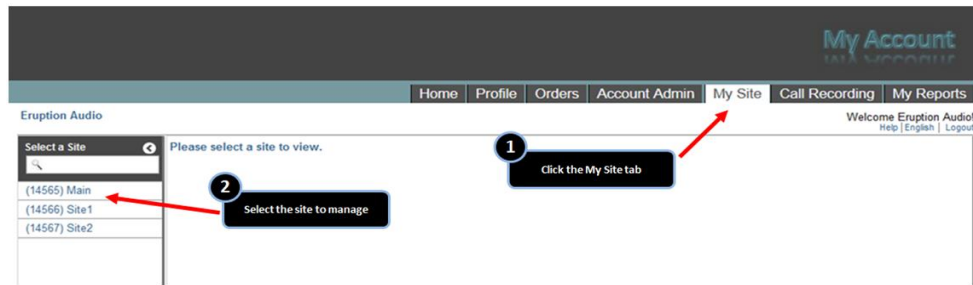 My Account
Home Profile Orders Account Admin My Site Call Recording My Reports
Eruption Audio
Welcome Eruption Audio!
Help | English | Logout
Select a Site
Please select a site to view.
1
Click the My Site tab
(14565) Main
2
Select the site to manage
(14566) Site1
(14567) Site2